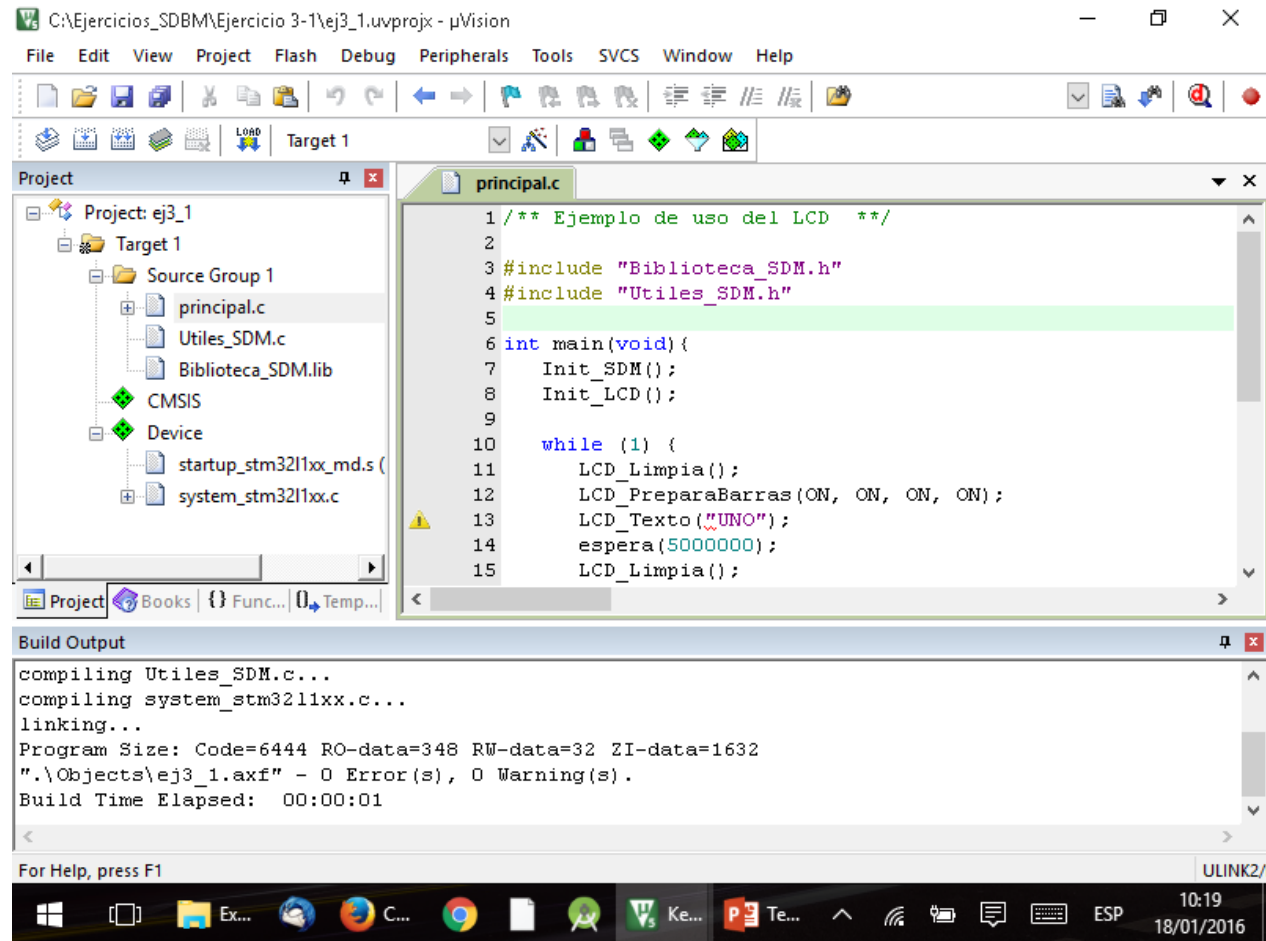 C:\Ejercicios_SDBM\Ejercicio 3-1\ej3_1.uvprojx - µVision
File Edit View Project Flash Debug Peripherals Tools SVCS Window Help
LOAD Target 1
Project
principal.c
Project: ej3_1
Target 1
Source Group 1
principal.c
Utiles_SDM.c
Biblioteca_SDM.lib
CMSIS
Device
startup_stm32l1xx_md.s (
system_stm32l1xx.c
Project Books {} Func... 0 Temp...
1 /** Ejemplo de uso del LCD  **/
2
3 #include "Biblioteca_SDM.h"
4 #include "Utiles_SDM.h"
5
6 int main(void){
7    Init_SDM();
8    Init_LCD();
9
10    while (1) {
11       LCD_Limpia();
12       LCD_PreparaBarras(ON, ON, ON, ON);
13       LCD_Texto("UNO");
14       espera(5000000);
15       LCD_Limpia();
Build Output
compiling Utiles_SDM.c...
compiling system_stm32l1xx.c...
linking...
Program Size: Code=6444 RO-data=348 RW-data=32 ZI-data=1632
".\Objects\ej3_1.axf" - 0 Error(s), 0 Warning(s).
Build Time Elapsed:  00:00:01
For Help, press F1
ULINK2/
Ex... C... Ke... Te... ESP
10:19
18/01/2016